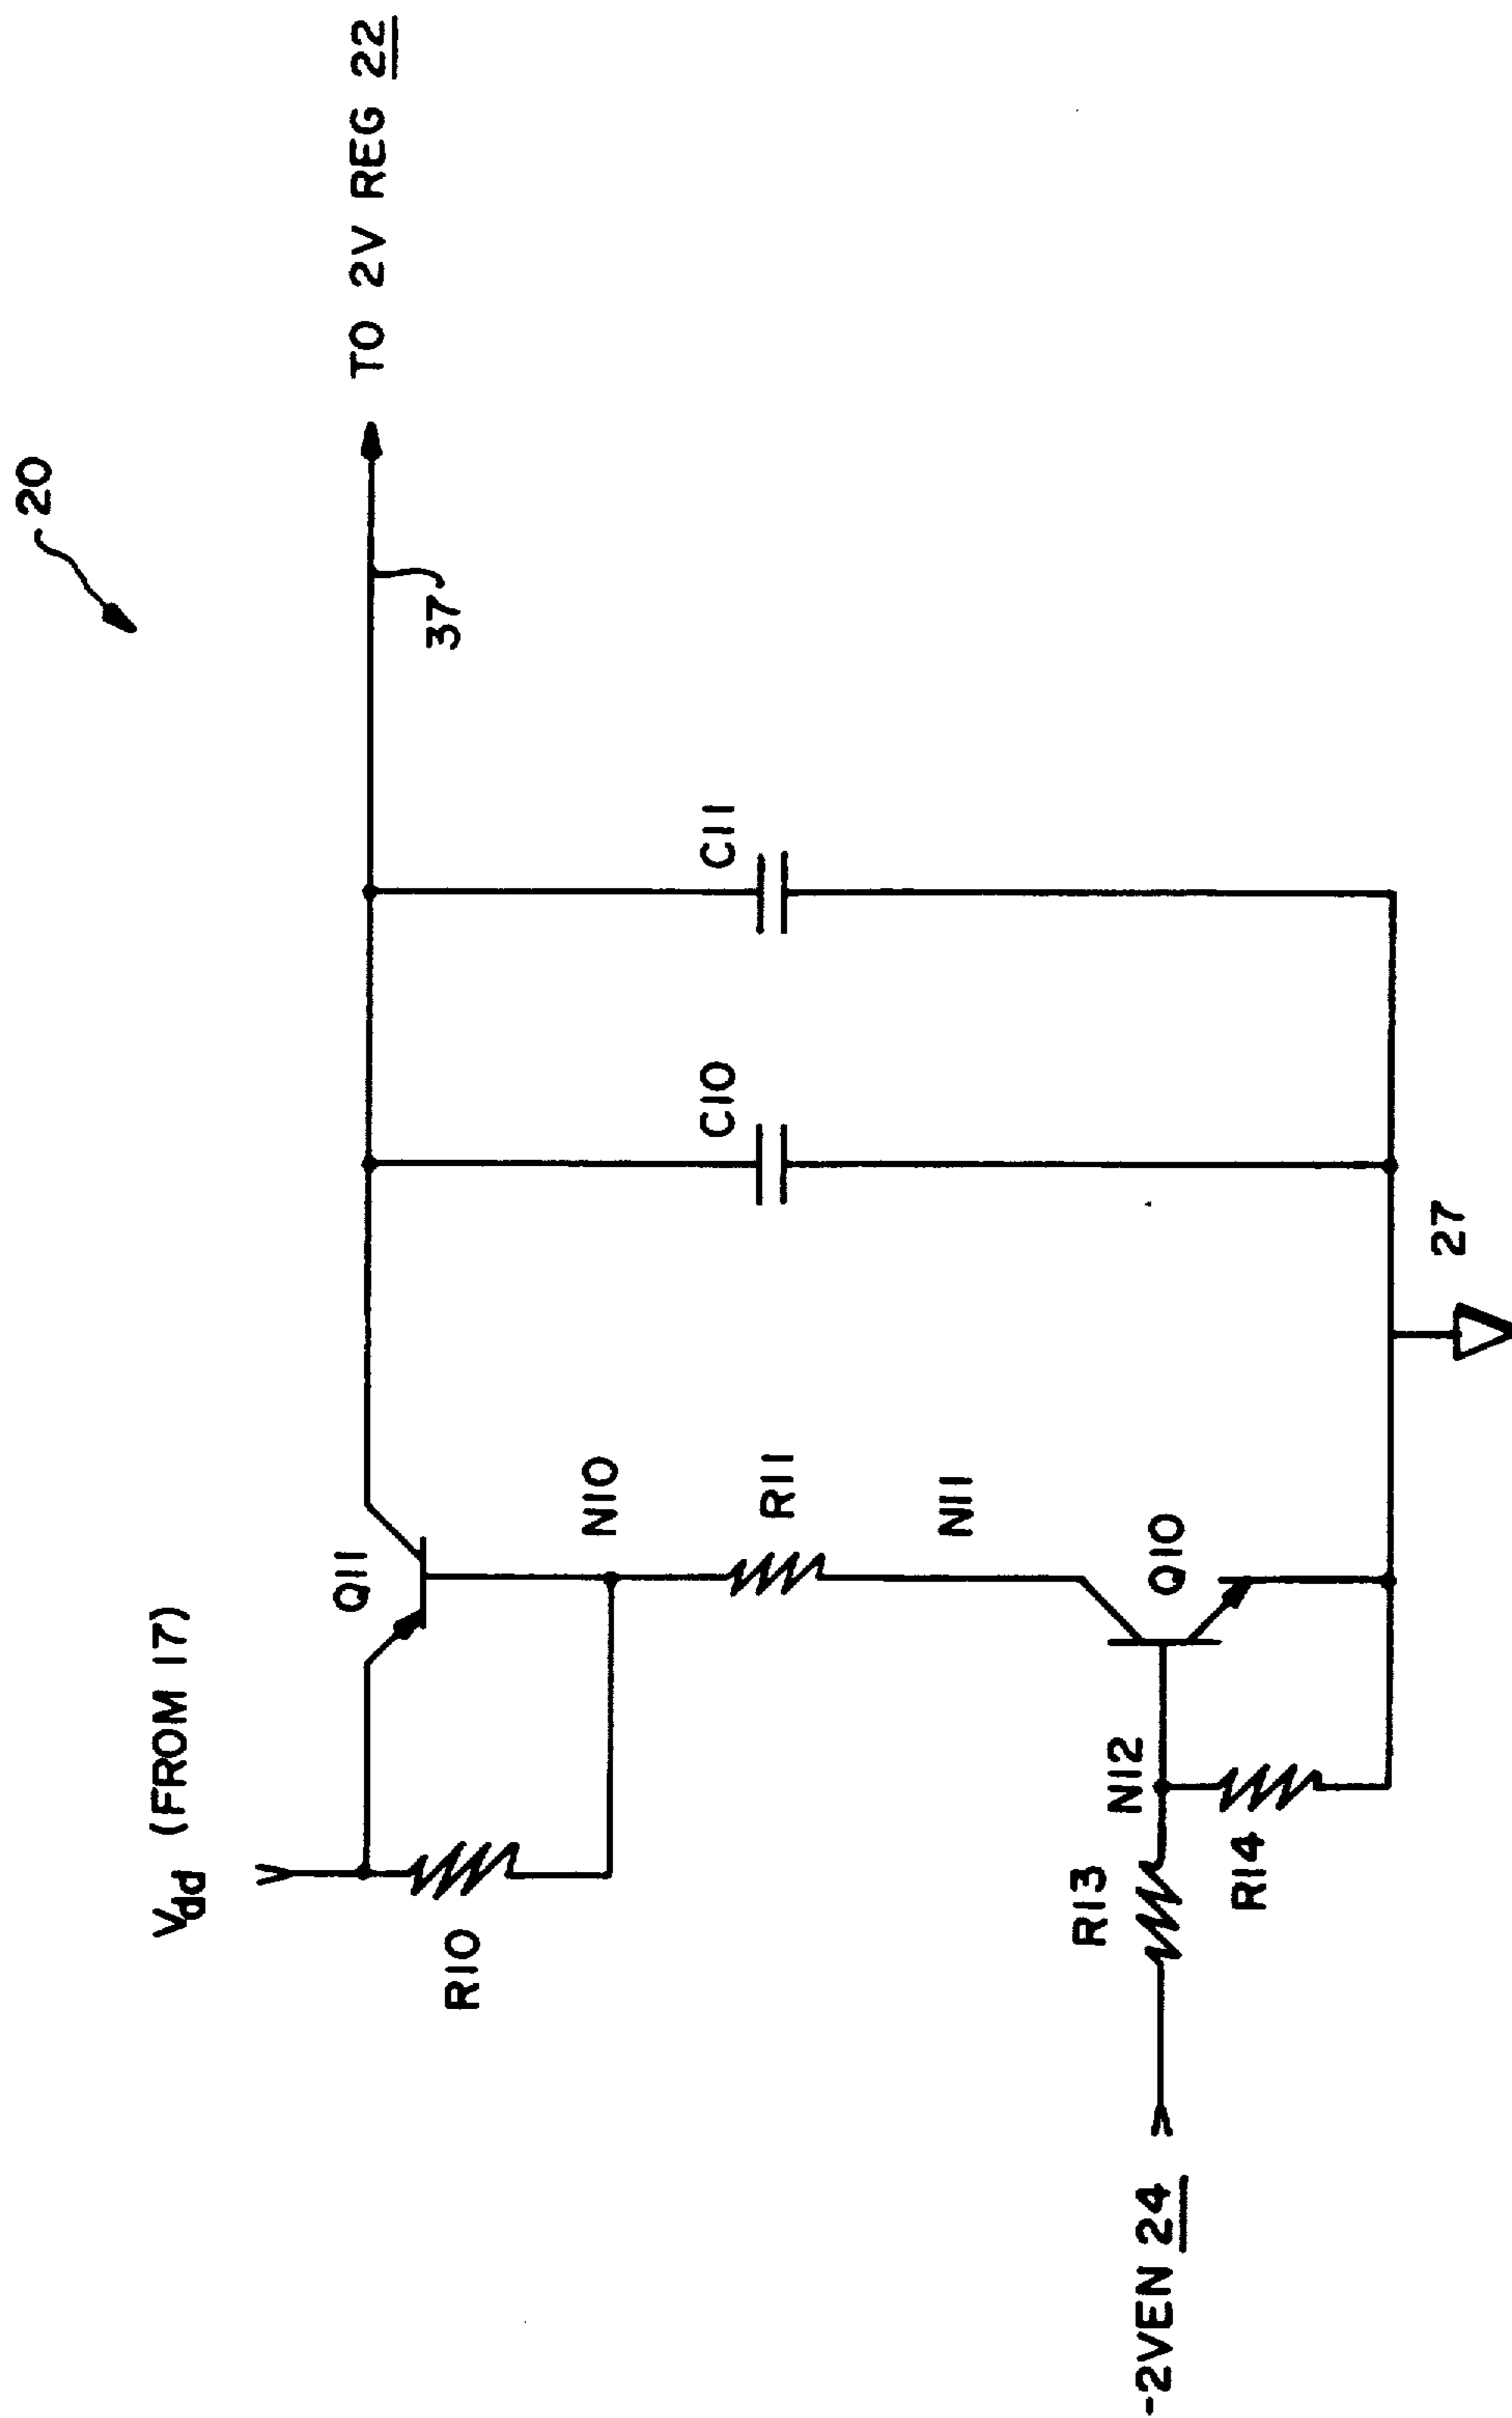 20
Vdd (FROM 17)
Q11
TO 2V REG 22
37
R10
N10
C10
C11
R11
N11
R13
N12
Q10
-2VEN 24
R14
27